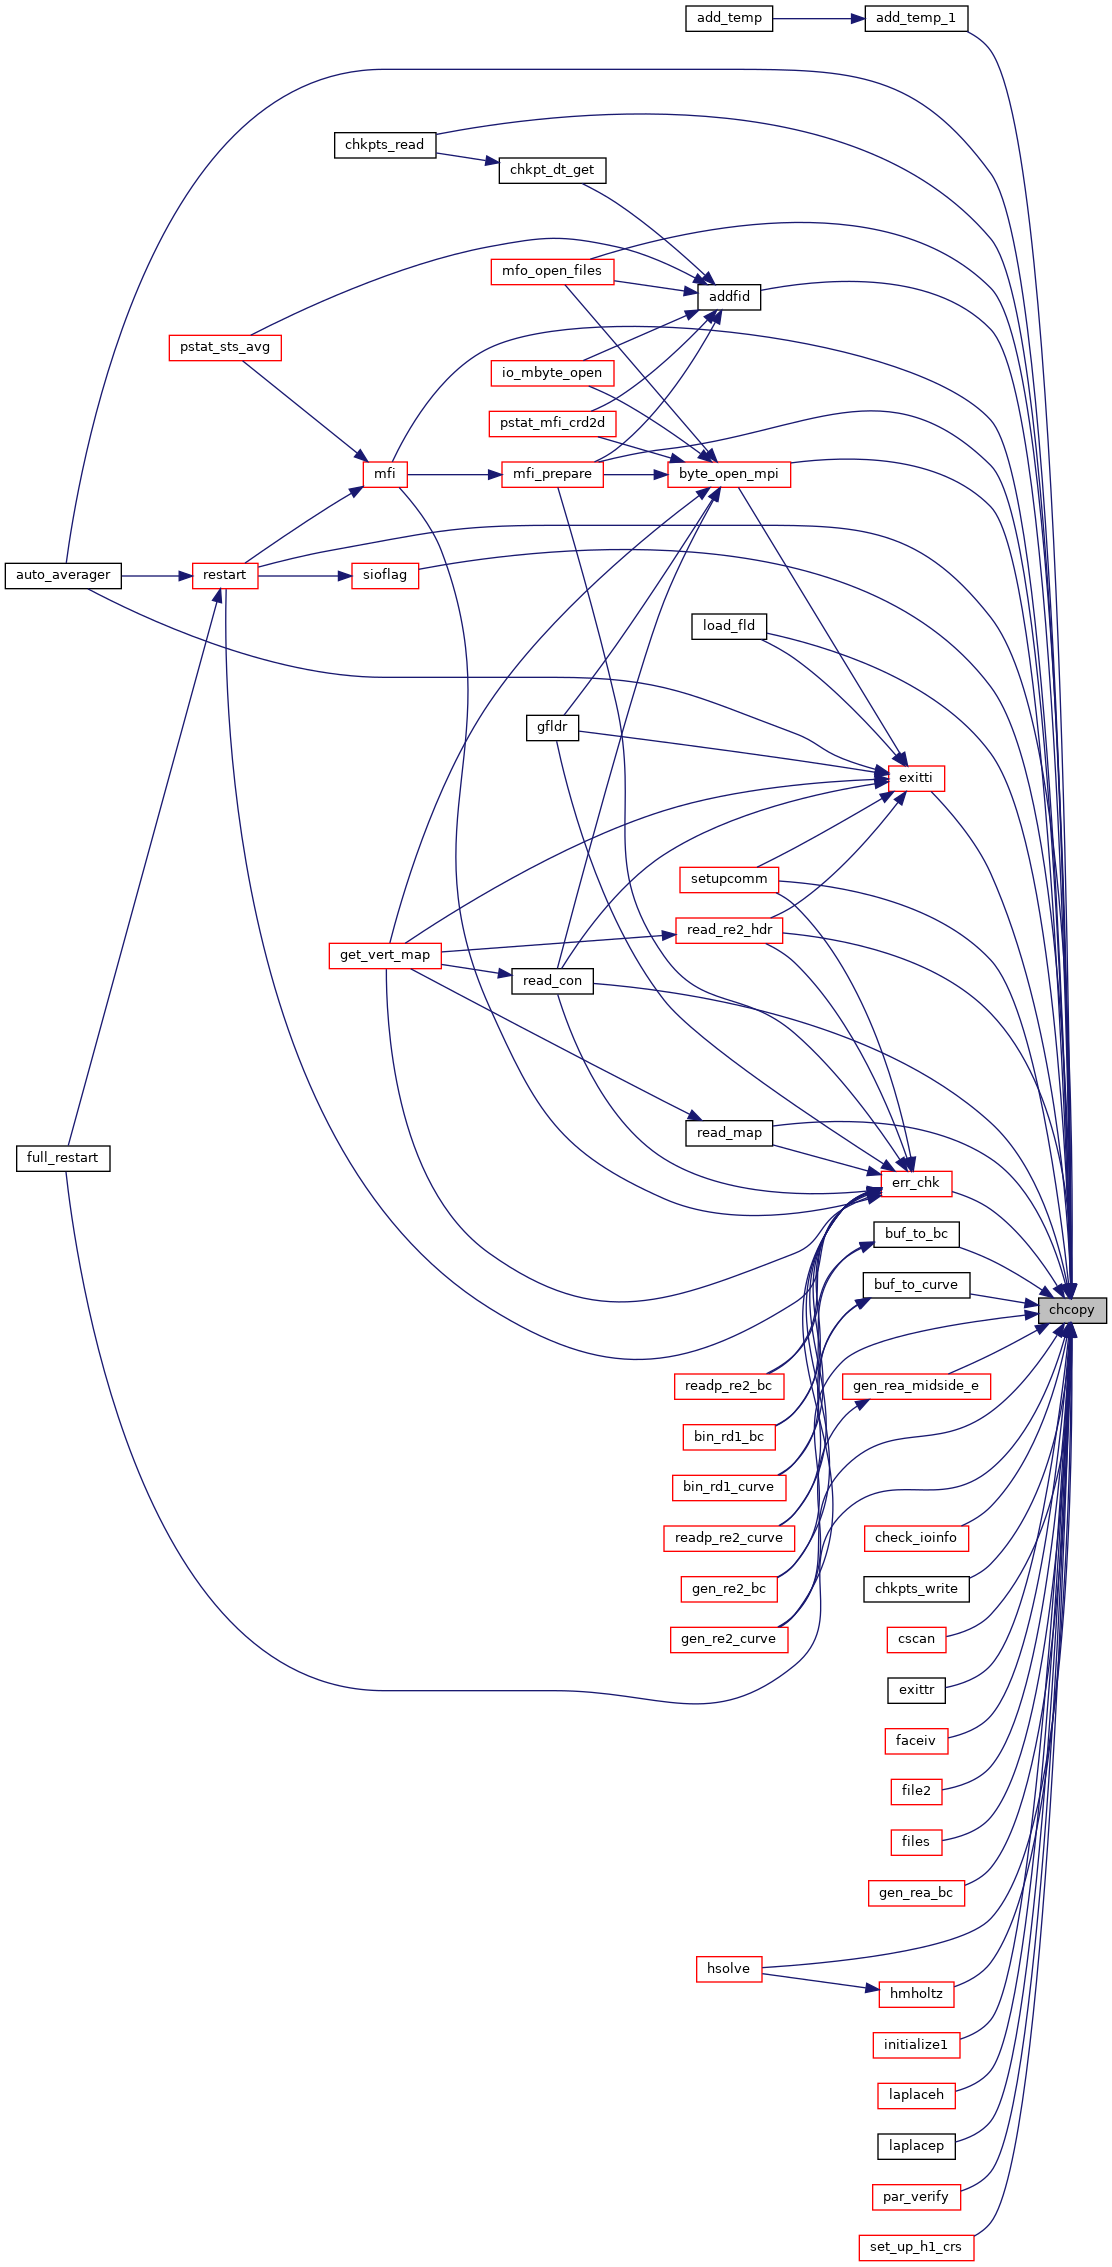 add_temp
add_temp_1
chkpts_read
chkpt_dt_get
mfo_open_files
addfid
pstat_sts_avg
io_mbyte_open
pstat_mfi_crd2d
mfi
mfi_prepare
byte_open_mpi
auto_averager
restart
sioflag
load_fld
gfldr
exitti
setupcomm
read_re2_hdr
get_vert_map
read_con
read_map
full_restart
err_chk
buf_to_bc
buf_to_curve
chcopy
readp_re2_bc
gen_rea_midside_e
bin_rd1_bc
bin_rd1_curve
readp_re2_curve
check_ioinfo
gen_re2_bc
chkpts_write
gen_re2_curve
cscan
exittr
faceiv
file2
files
gen_rea_bc
hsolve
hmholtz
initialize1
laplaceh
laplacep
par_verify
set_up_h1_crs